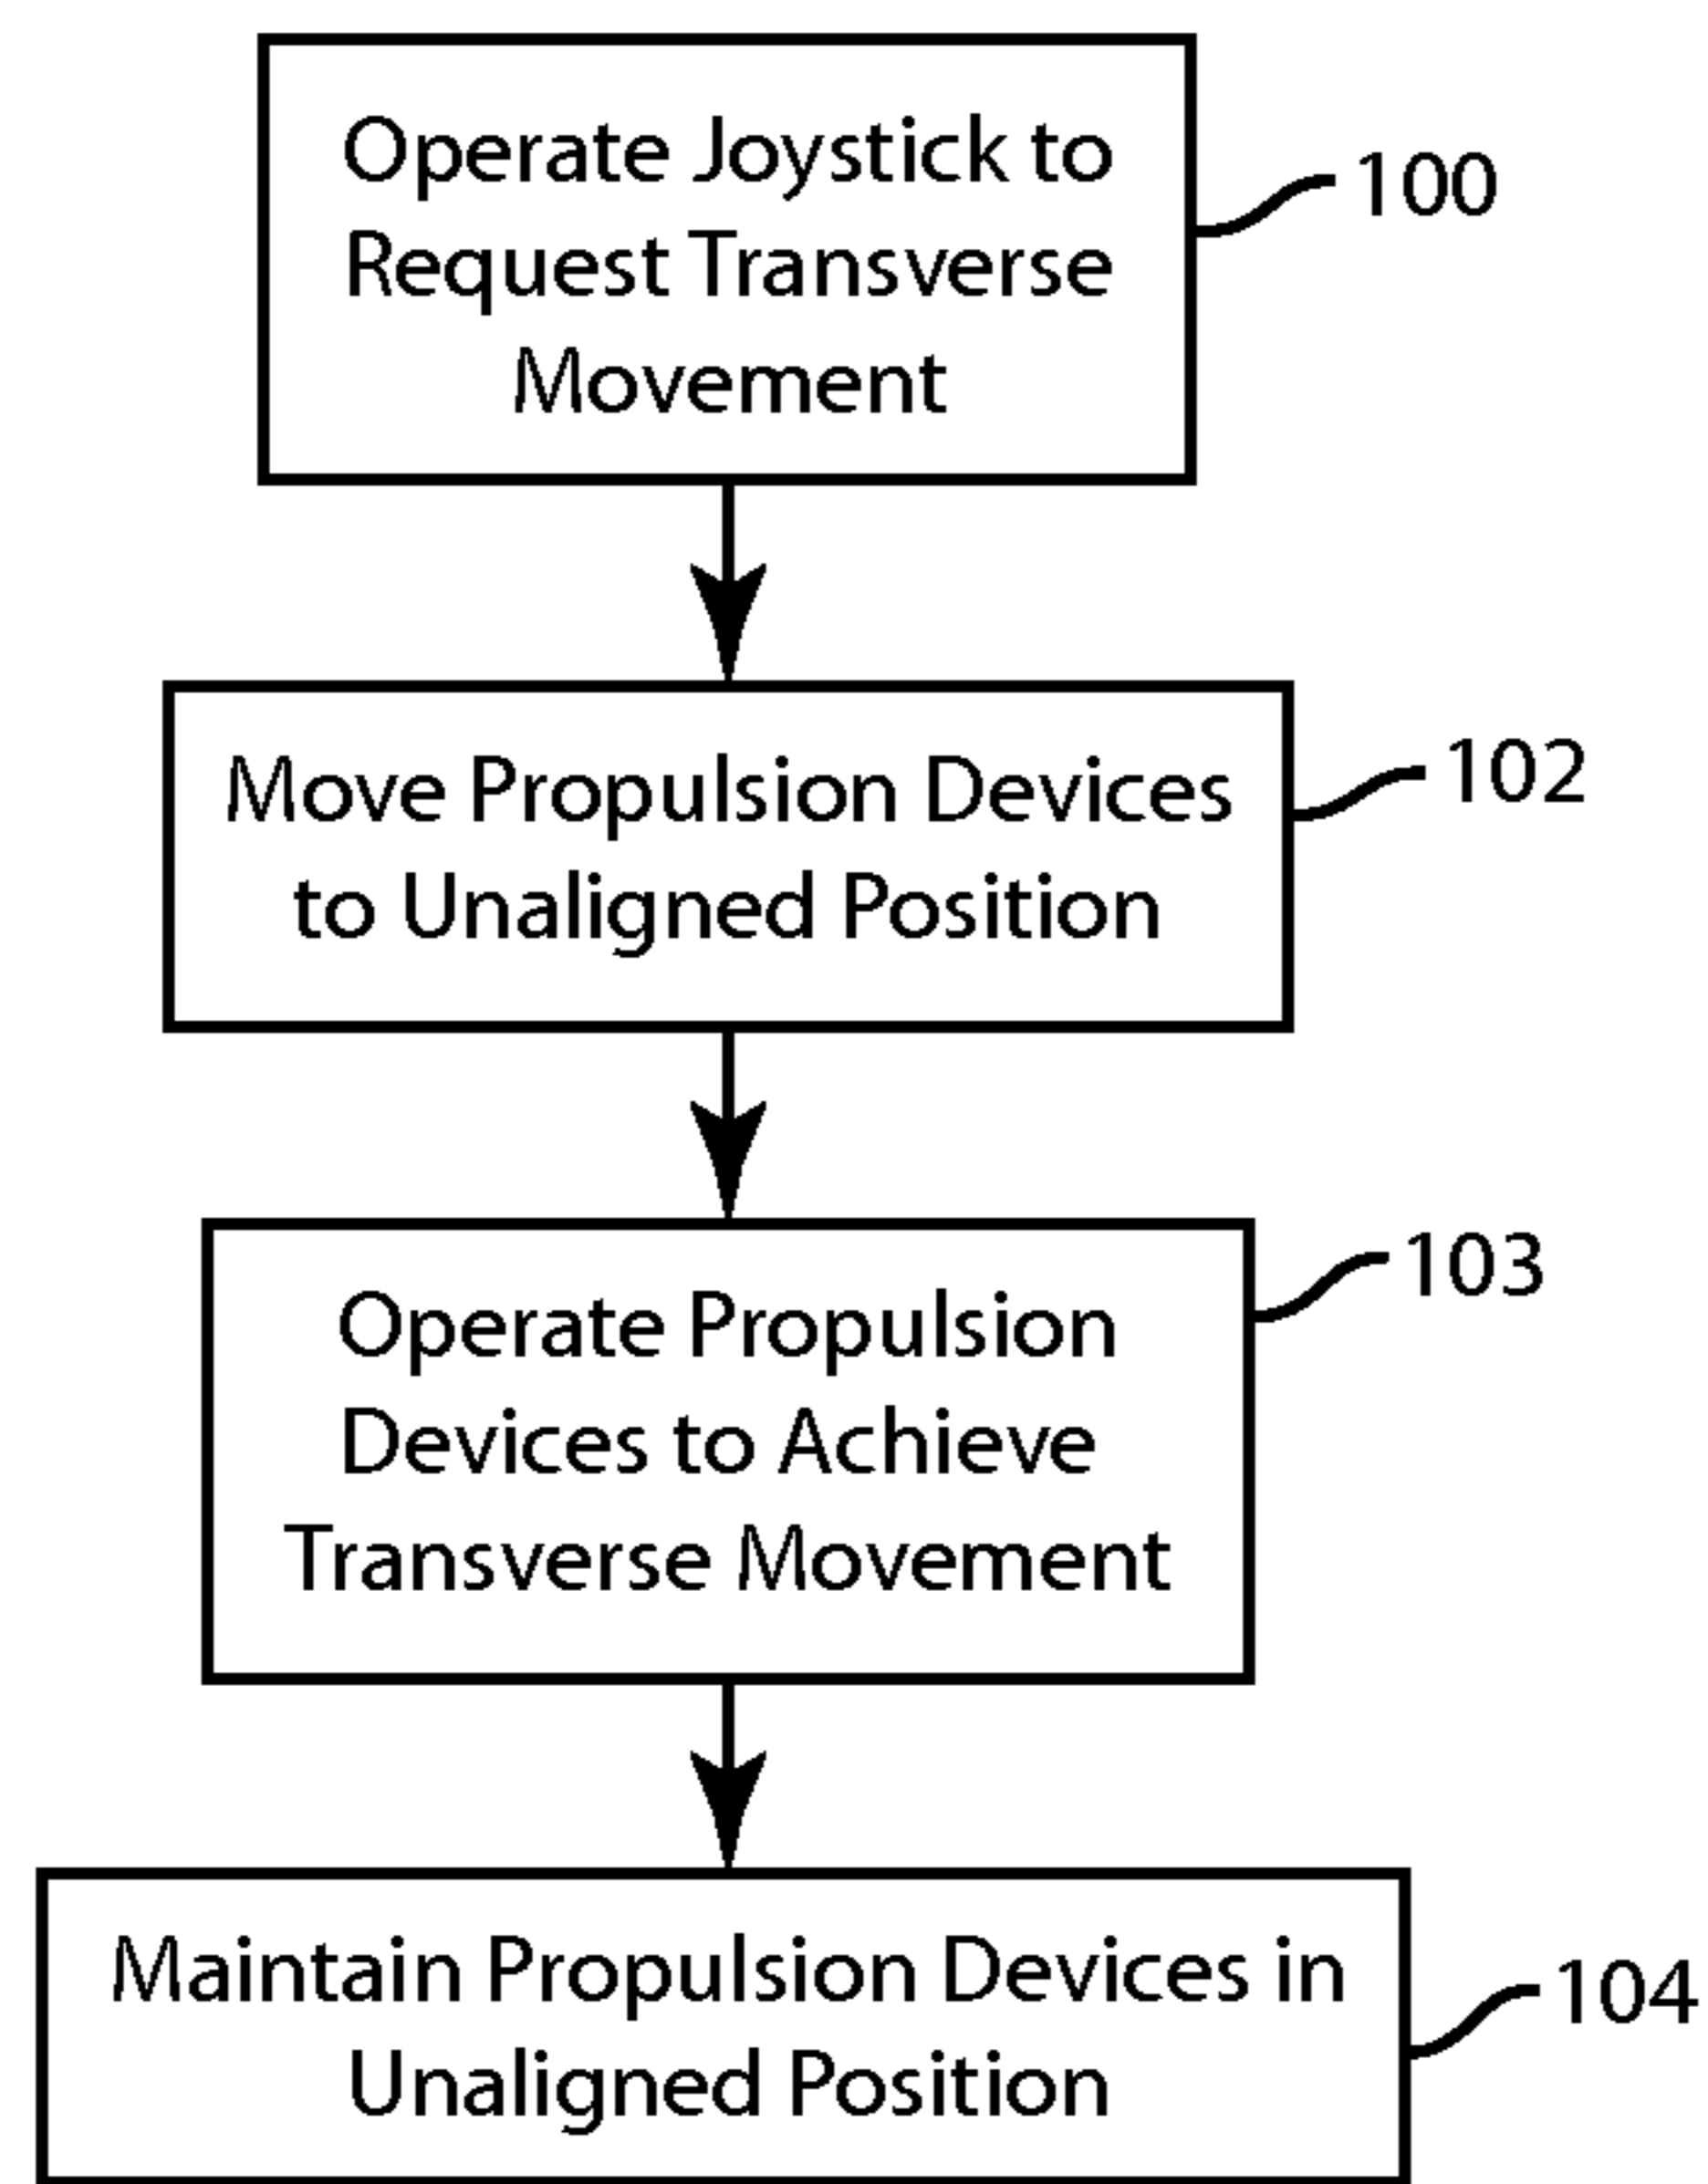 Operate Joystick to
Request Transverse
Movement
100
Move Propulsion Devices
to Unaligned Position
102
Operate Propulsion
Devices to Achieve
Transverse Movement
103
Maintain Propulsion Devices in
Unaligned Position
104